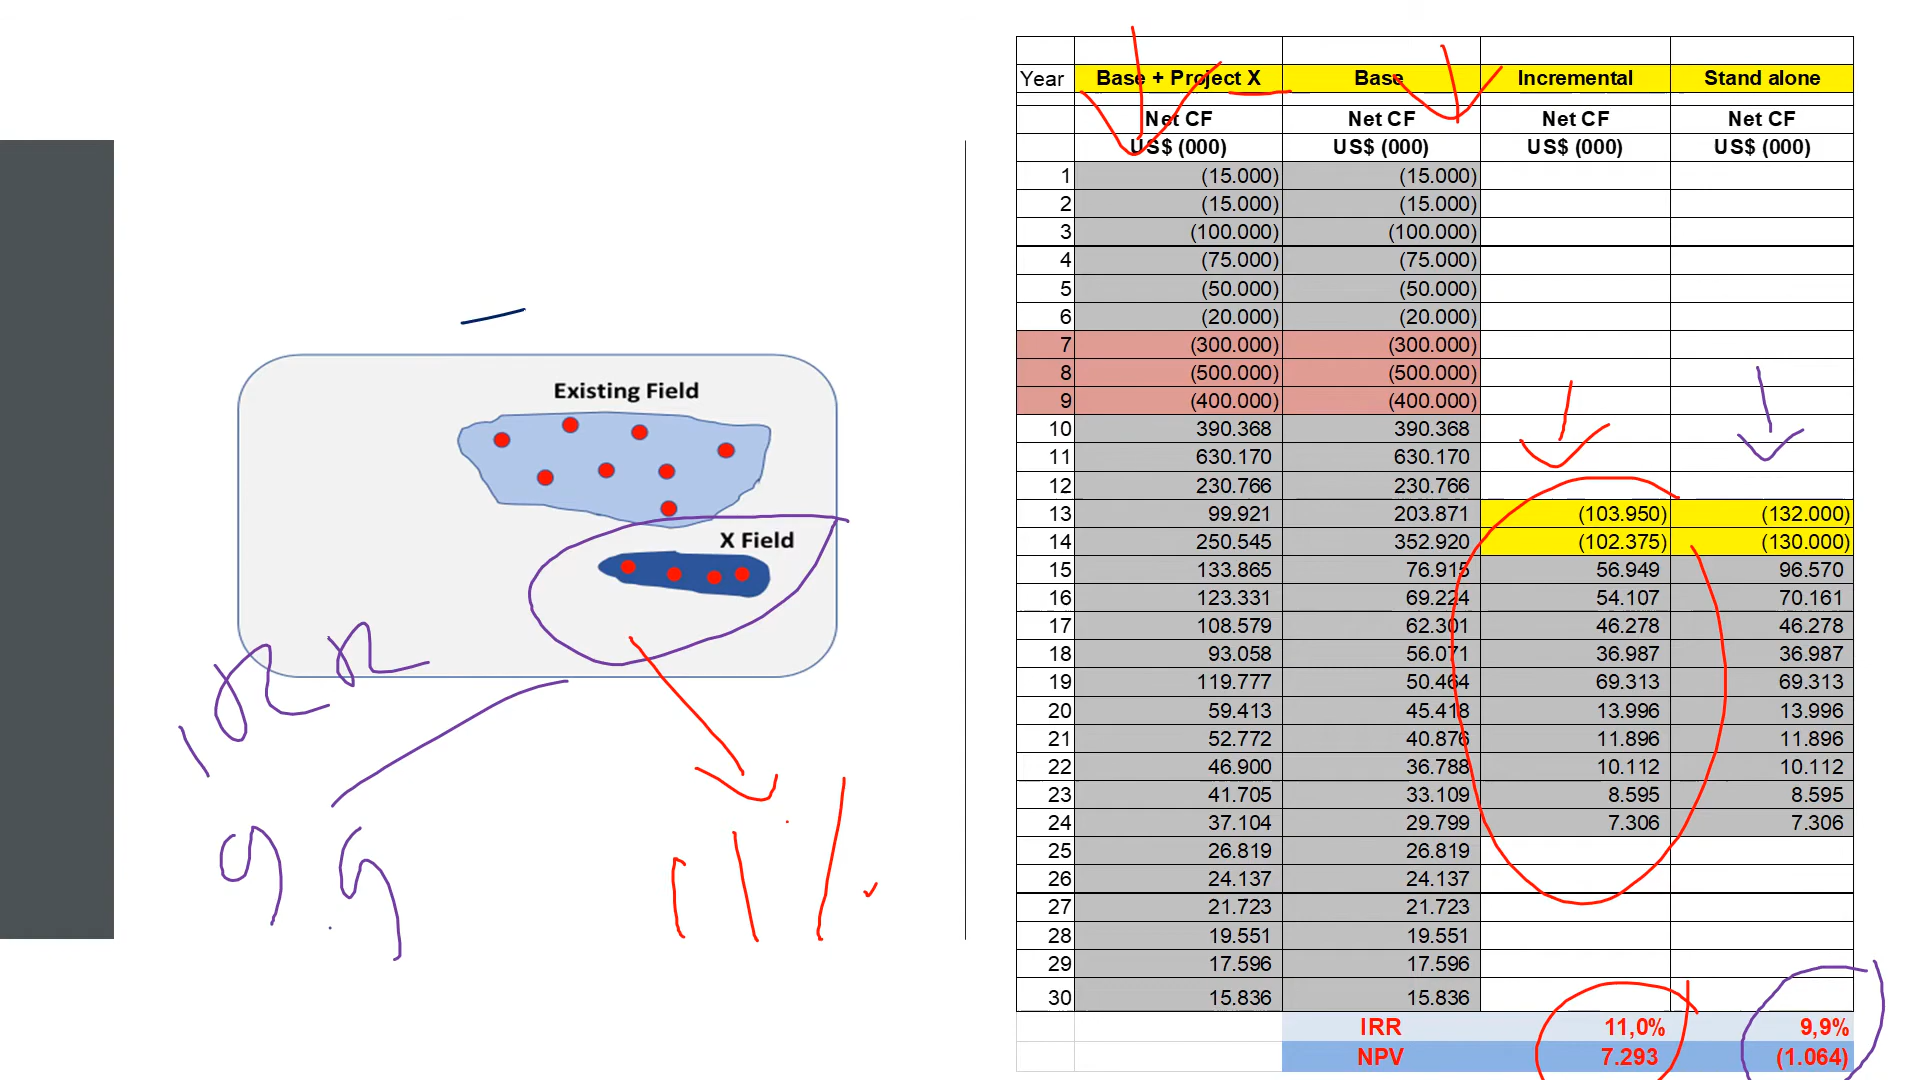 Existing Field
X Field
IRR
9.9
11%
Year Base + Project X Base Incremental Stand alone
Net CF Net CF Net CF Net CF
US$ (000) US$ (000) US$ (000) US$ (000)
1 (15.000) (15.000)
2 (15.000) (15.000)
3 (100.000) (100.000)
4 (75.000) (75.000)
5 (50.000) (50.000)
6 (20.000) (20.000)
7 (300.000) (300.000)
8 (500.000) (500.000)
9 (400.000) (400.000)
10 390.368 390.368
11 630.170 630.170
12 230.766 230.766
13 99.921 203.871 (103.950) (132.000)
14 250.545 352.920 (102.375) (130.000)
15 133.865 76.915 56.949 96.570
16 123.331 69.224 54.107 70.161
17 108.579 62.301 46.278 46.278
18 93.058 56.071 36.987 36.987
19 119.777 50.464 69.313 69.313
20 59.413 45.418 13.996 13.996
21 52.772 40.876 11.896 11.896
22 46.900 36.788 10.112 10.112
23 41.705 33.109 8.595 8.595
24 37.104 29.799 7.306 7.306
25 26.819 26.819
26 24.137 24.137
27 21.723 21.723
28 19.551 19.551
29 17.596 17.596
30 15.836 15.836
IRR 11,0% 9,9%
NPV 7.293 (1.064)